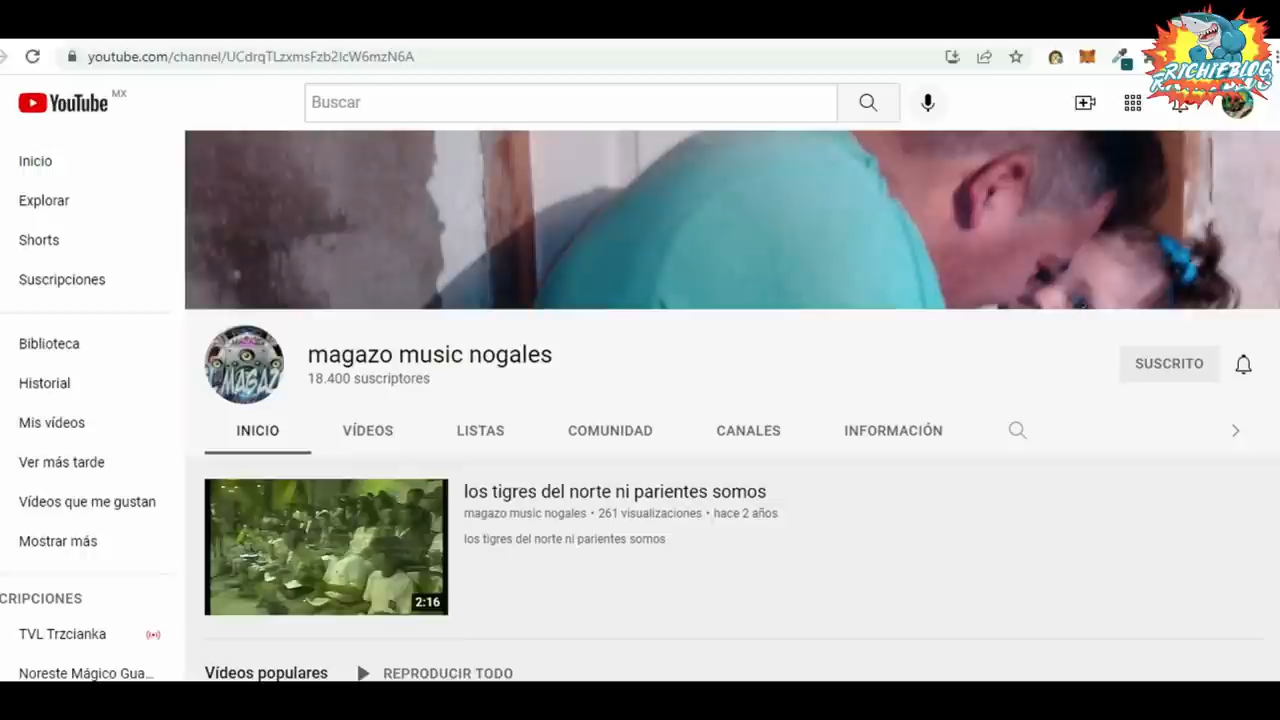 youtube.com/channel/UCdrqTLzxmsFzb2IcW6mzN6A
RICHIEBLOG
YouTube MX
Buscar
Inicio
Explorar
Shorts
Suscripciones
Biblioteca
Historial
Mis vídeos
Ver más tarde
Vídeos que me gustan
Mostrar más
CRIPCIONES
TVL Trzcianka
Noreste Mágico Gua...
MAGAZ
magazo music nogales
18.400 suscriptores
SUSCRITO
INICIO
VÍDEOS
LISTAS
COMUNIDAD
CANALES
INFORMACIÓN
2:16
los tigres del norte ni parientes somos
magazo music nogales • 261 visualizaciones • hace 2 años
los tigres del norte ni parientes somos
Vídeos populares
REPRODUCIR TODO